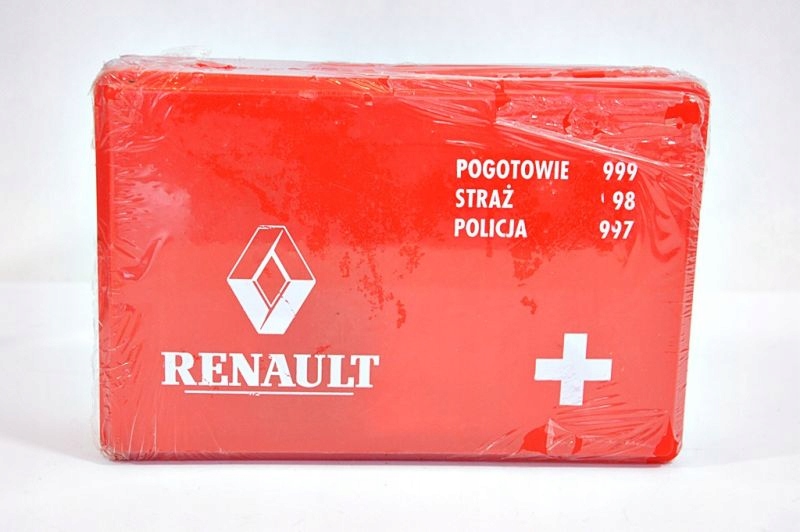 POGOTOWIE 999
STRAŻ 98
POLICJA 997
RENAULT